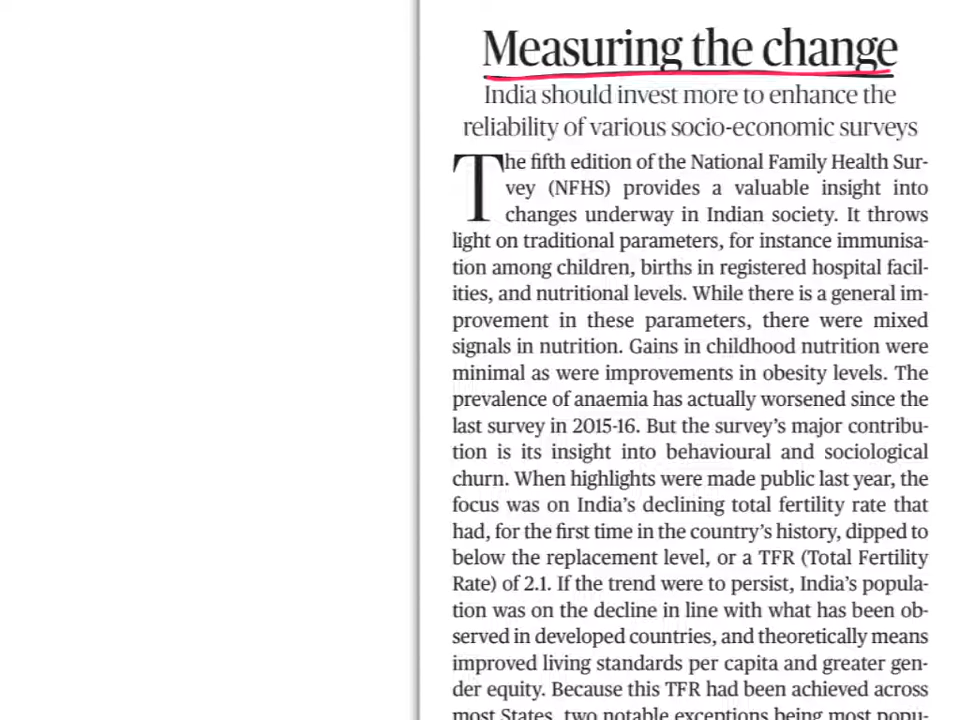 Measuring the change
India should invest more to enhance the
reliability of various socio-economic surveys
The fifth edition of the National Family Health Sur-
vey (NFHS) provides a valuable insight into
changes underway in Indian society. It throws
light on traditional parameters, for instance immunisa-
tion among children, births in registered hospital facil-
ities, and nutritional levels. While there is a general im-
provement in these parameters, there were mixed
signals in nutrition. Gains in childhood nutrition were
minimal as were improvements in obesity levels. The
prevalence of anaemia has actually worsened since the
last survey in 2015-16. But the survey's major contribu-
tion is its insight into behavioural and sociological
churn. When highlights were made public last year, the
focus was on India's declining total fertility rate that
had, for the first time in the country's history, dipped to
below the replacement level, or a TFR (Total Fertility
Rate) of 2.1. If the trend were to persist, India's popula-
tion was on the decline in line with what has been ob-
served in developed countries, and theoretically means
improved living standards per capita and greater gen-
der equity. Because this TFR had been achieved across
most States, two notable exceptions being most popu-